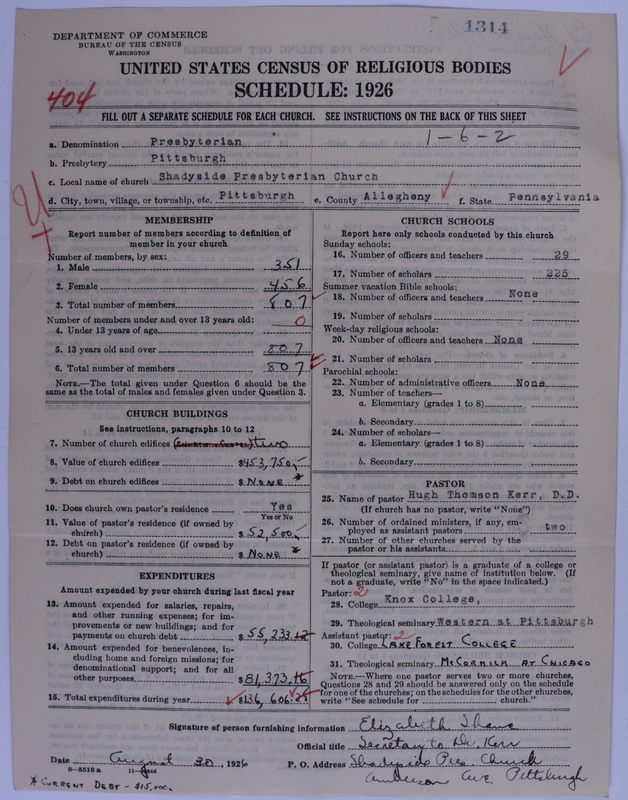 1314
DEPARTMENT OF COMMERCE
BUREAU OF THE CENSUS
WASHINGTON
UNITED STATES CENSUS OF RELIGIOUS BODIES
SCHEDULE: 1926
404
FILL OUT A SEPARATE SCHEDULE FOR EACH CHURCH. SEE INSTRUCTIONS ON THE BACK OF THIS SHEET
1-6-2
a. Denomination Presbyterian
b. Presbytery Pittsburgh
c. Local name of church Shadyside Presbyterian Church
d. City, town, village, or township, etc. Pittsburgh e. County Allegheny f. State Pennsylvania
MEMBERSHIP
Report number of members according to definition of
member in your church
Number of members, by sex:
1. Male 351
2. Female 456
3. Total number of members 807
Number of members under and over 13 years old:
4. Under 13 years of age 0
5. 13 years old and over 807
6. Total number of members 807
NOTE.—The total given under Question 6 should be the
same as the total of males and females given under Question 3.
CHURCH BUILDINGS
See instructions, paragraphs 10 to 12
7. Number of church edifices two
8. Value of church edifices $453,750.-
9. Debt on church edifices $ NONE *
10. Does church own pastor's residence Yes
Yes or No
11. Value of pastor's residence (if owned by
church) $ 52,500.-
12. Debt on pastor's residence (if owned by
church) $ NONE *
EXPENDITURES
Amount expended by your church during last fiscal year
13. Amount expended for salaries, repairs,
and other running expenses; for im-
provements or new buildings; and for
payments on church debt $ 55,233.12
14. Amount expended for benevolences, in-
cluding home and foreign missions; for
denominational support; and for all
other purposes $81,373.16
15. Total expenditures during year $136,606.28
CHURCH SCHOOLS
Report here only schools conducted by this church
Sunday schools:
16. Number of officers and teachers 29
17. Number of scholars 225
Summer vacation Bible schools:
18. Number of officers and teachers None
19. Number of scholars
Week-day religious schools:
20. Number of officers and teachers None
21. Number of scholars
Parochial schools:
22. Number of administrative officers None
23. Number of teachers—
a. Elementary (grades 1 to 8)
b. Secondary
24. Number of scholars—
a. Elementary (grades 1 to 8)
b. Secondary
PASTOR
25. Name of pastor Hugh Thomson Kerr, D.D.
(If church has no pastor, write "None")
26. Number of ordained ministers, if any, em-
ployed as assistant pastors two
27. Number of other churches served by the
pastor or his assistants
If pastor (or assistant pastor) is a graduate of a college or
theological seminary, give name of institution below. (If
not a graduate, write "No" in the space indicated.)
Pastor: 2
28. College Knox College,
29. Theological seminary Western at Pittsburgh
Assistant pastor: 2
30. College LAKE FOREST COLLEGE
31. Theological seminary MCCORMICK AT CHICAGO
NOTE.—Where one pastor serves two or more churches,
Questions 28 and 29 should be answered only on the schedule
for one of the churches; on the schedules for the other churches,
write "See schedule for church."
Signature of person furnishing information Elizabeth
Official title Secretary to Dr. Kerr
Date August 30, 1926 P. O. Address Shadyside Pres. Church
8-5518 a Amberson Ave. Pittsburgh
* CURRENT DEBT - $15,000.